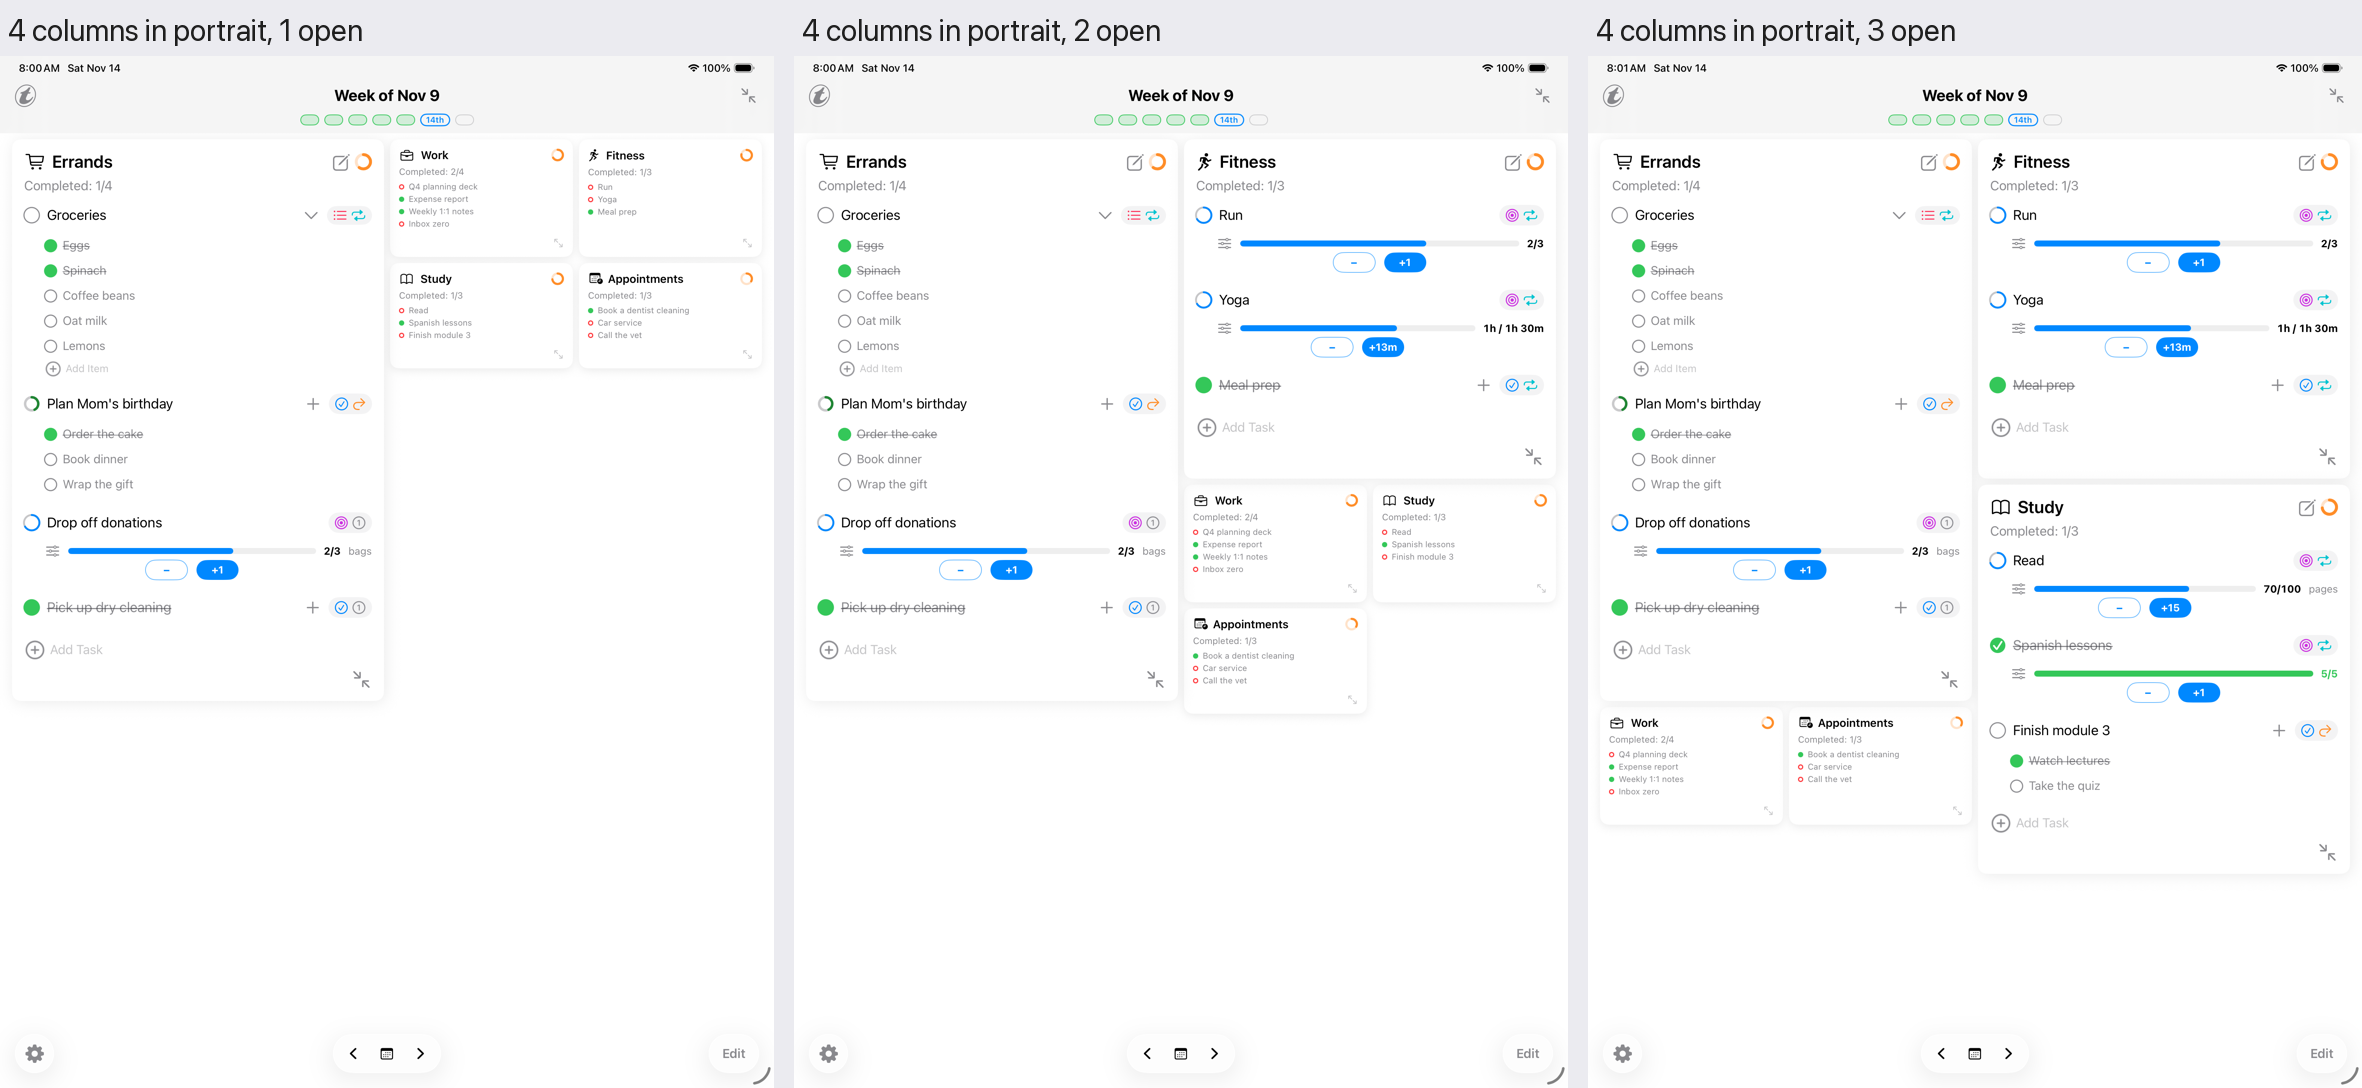 4 columns in portrait, 1 open
8:00 AM Sat Nov 14
100%
Week of Nov 9
14th
Errands
Completed: 1/4
Groceries
Eggs
Spinach
Coffee beans
Oat milk
Lemons
Add Item
Plan Mom's birthday
Order the cake
Book dinner
Wrap the gift
Drop off donations
2/3 bags
− +1
Pick up dry cleaning
Add Task
Work
Completed: 2/4
Q4 planning deck
Expense report
Weekly 1:1 notes
Inbox zero
Fitness
Completed: 1/3
Run
Yoga
Meal prep
Study
Completed: 1/3
Read
Spanish lessons
Finish module 3
Appointments
Completed: 1/3
Book a dentist cleaning
Car service
Call the vet
Edit
4 columns in portrait, 2 open
8:00 AM Sat Nov 14
100%
Week of Nov 9
14th
Errands
Completed: 1/4
Groceries
Eggs
Spinach
Coffee beans
Oat milk
Lemons
Add Item
Plan Mom's birthday
Order the cake
Book dinner
Wrap the gift
Drop off donations
2/3 bags
− +1
Pick up dry cleaning
Add Task
Fitness
Completed: 1/3
Run
2/3
− +1
Yoga
1h / 1h 30m
− +13m
Meal prep
Add Task
Work
Completed: 2/4
Q4 planning deck
Expense report
Weekly 1:1 notes
Inbox zero
Study
Completed: 1/3
Read
Spanish lessons
Finish module 3
Appointments
Completed: 1/3
Book a dentist cleaning
Car service
Call the vet
Edit
4 columns in portrait, 3 open
8:01 AM Sat Nov 14
100%
Week of Nov 9
14th
Errands
Completed: 1/4
Groceries
Eggs
Spinach
Coffee beans
Oat milk
Lemons
Add Item
Plan Mom's birthday
Order the cake
Book dinner
Wrap the gift
Drop off donations
2/3 bags
− +1
Pick up dry cleaning
Add Task
Work
Completed: 2/4
Q4 planning deck
Expense report
Weekly 1:1 notes
Inbox zero
Appointments
Completed: 1/3
Book a dentist cleaning
Car service
Call the vet
Fitness
Completed: 1/3
Run
2/3
− +1
Yoga
1h / 1h 30m
− +13m
Meal prep
Add Task
Study
Completed: 1/3
Read
70/100 pages
− +15
Spanish lessons
5/5
− +1
Finish module 3
Watch lectures
Take the quiz
Add Task
Edit